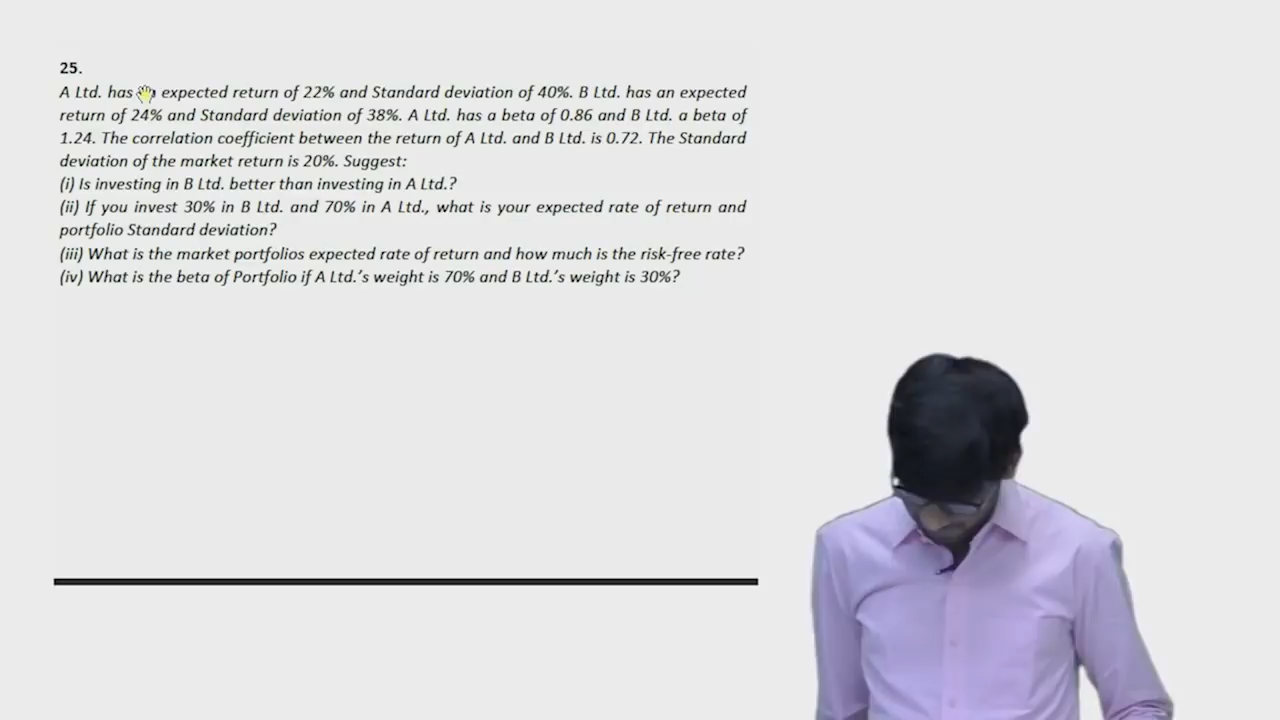 25.
A Ltd. has expected return of 22% and Standard deviation of 40%. B Ltd. has an expected
return of 24% and Standard deviation of 38%. A Ltd. has a beta of 0.86 and B Ltd. a beta of
1.24. The correlation coefficient between the return of A Ltd. and B Ltd. is 0.72. The Standard
deviation of the market return is 20%. Suggest:
(i) Is investing in B Ltd. better than investing in A Ltd.?
(ii) If you invest 30% in B Ltd. and 70% in A Ltd., what is your expected rate of return and
portfolio Standard deviation?
(iii) What is the market portfolios expected rate of return and how much is the risk-free rate?
(iv) What is the beta of Portfolio if A Ltd.’s weight is 70% and B Ltd.’s weight is 30%?